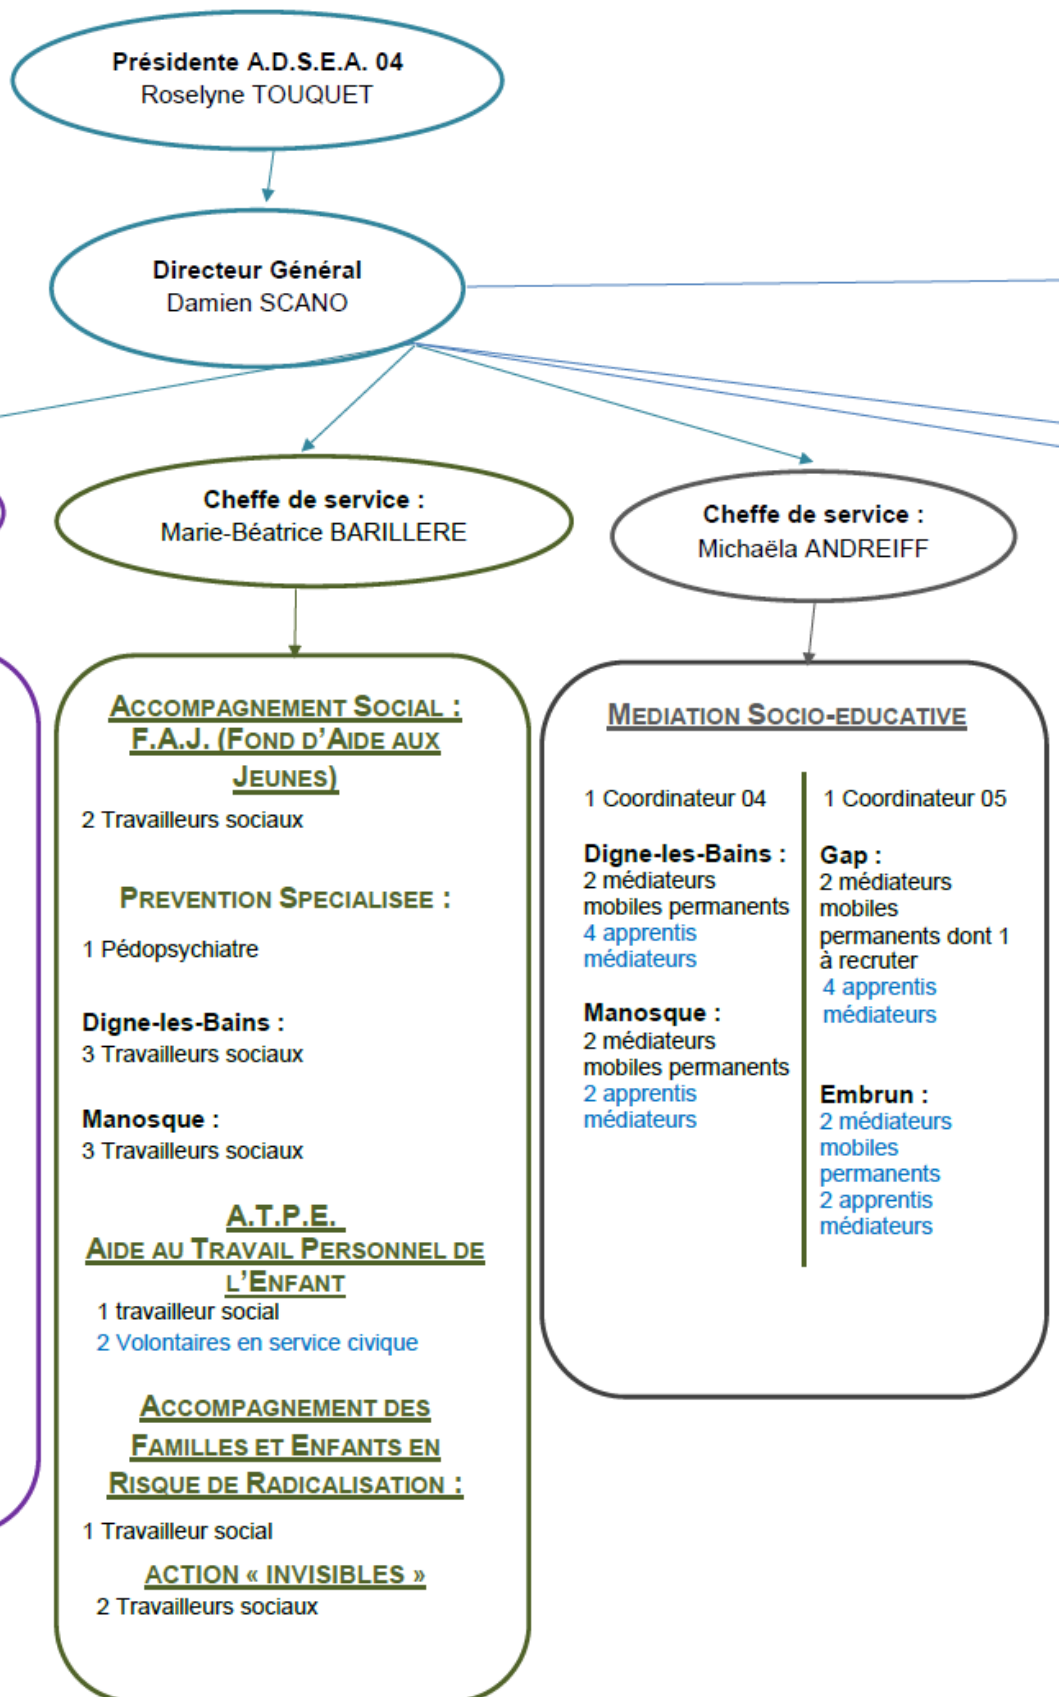 Présidente A.D.S.E.A. 04
Roselyne TOUQUET
Directeur Général
Damien SCANO
Cheffe de service :
Marie-Béatrice BARILLERE
Cheffe de service :
Michaëla ANDREIFF
ACCOMPAGNEMENT SOCIAL :
F.A.J. (FOND D'AIDE AUX
JEUNES)
2 Travailleurs sociaux
PREVENTION SPECIALISEE :
1 Pédopsychiatre
Digne-les-Bains :
3 Travailleurs sociaux
Manosque :
3 Travailleurs sociaux
A.T.P.E.
AIDE AU TRAVAIL PERSONNEL DE
L'ENFANT
1 travailleur social
2 Volontaires en service civique
ACCOMPAGNEMENT DES
FAMILLES ET ENFANTS EN
RISQUE DE RADICALISATION :
1 Travailleur social
ACTION « INVISIBLES »
2 Travailleurs sociaux
MEDIATION SOCIO-EDUCATIVE
1 Coordinateur 04
Digne-les-Bains :
2 médiateurs
mobiles permanents
4 apprentis
médiateurs
Manosque :
2 médiateurs
mobiles permanents
2 apprentis
médiateurs
1 Coordinateur 05
Gap :
2 médiateurs
mobiles
permanents dont 1
à recruter
4 apprentis
médiateurs
Embrun :
2 médiateurs
mobiles
permanents
2 apprentis
médiateurs